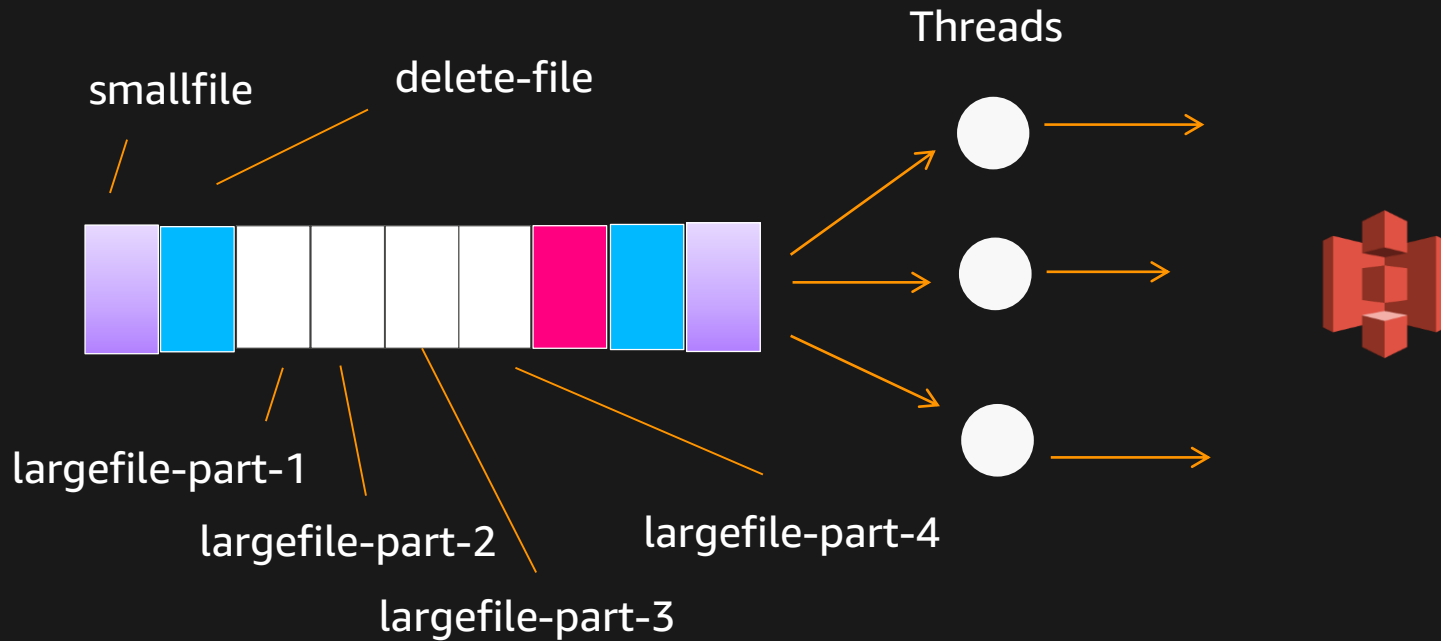 Threads
smallfile
delete-file
largefile-part-1
largefile-part-2
largefile-part-3
largefile-part-4